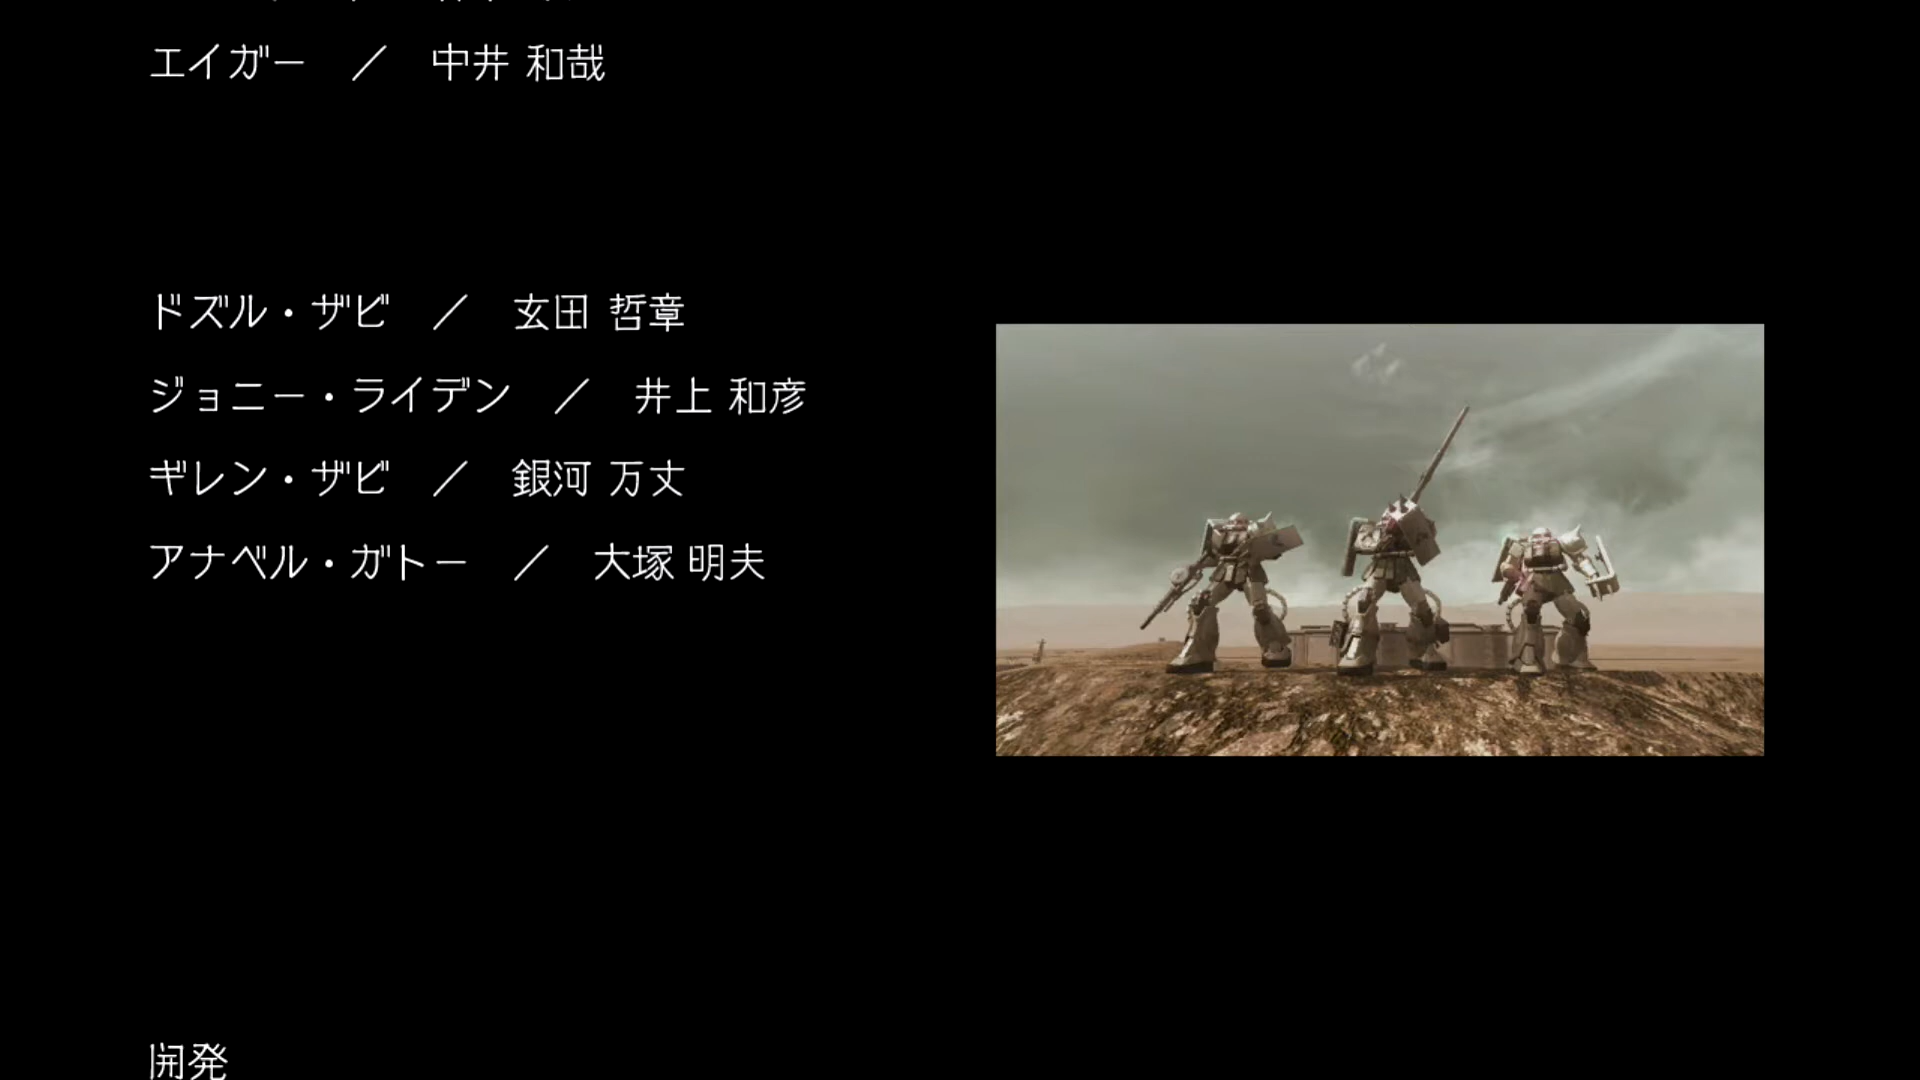 エイガー　／　中井 和哉
ドズル・ザビ　／　玄田 哲章
ジョニー・ライデン　／　井上 和彦
ギレン・ザビ　／　銀河 万丈
アナベル・ガトー　／　大塚 明夫
開発